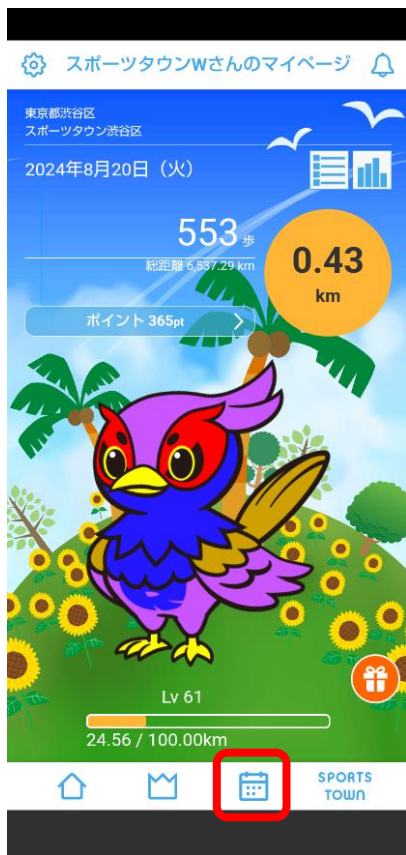 スポーツタウンWさんのマイページ
東京都渋谷区
スポーツタウン渋谷区
2024年8月20日（火）
553 歩
総距離 6,537.29 km
0.43
km
ポイント 365pt
Lv 61
24.56 / 100.00km
SPORTS
TOWN